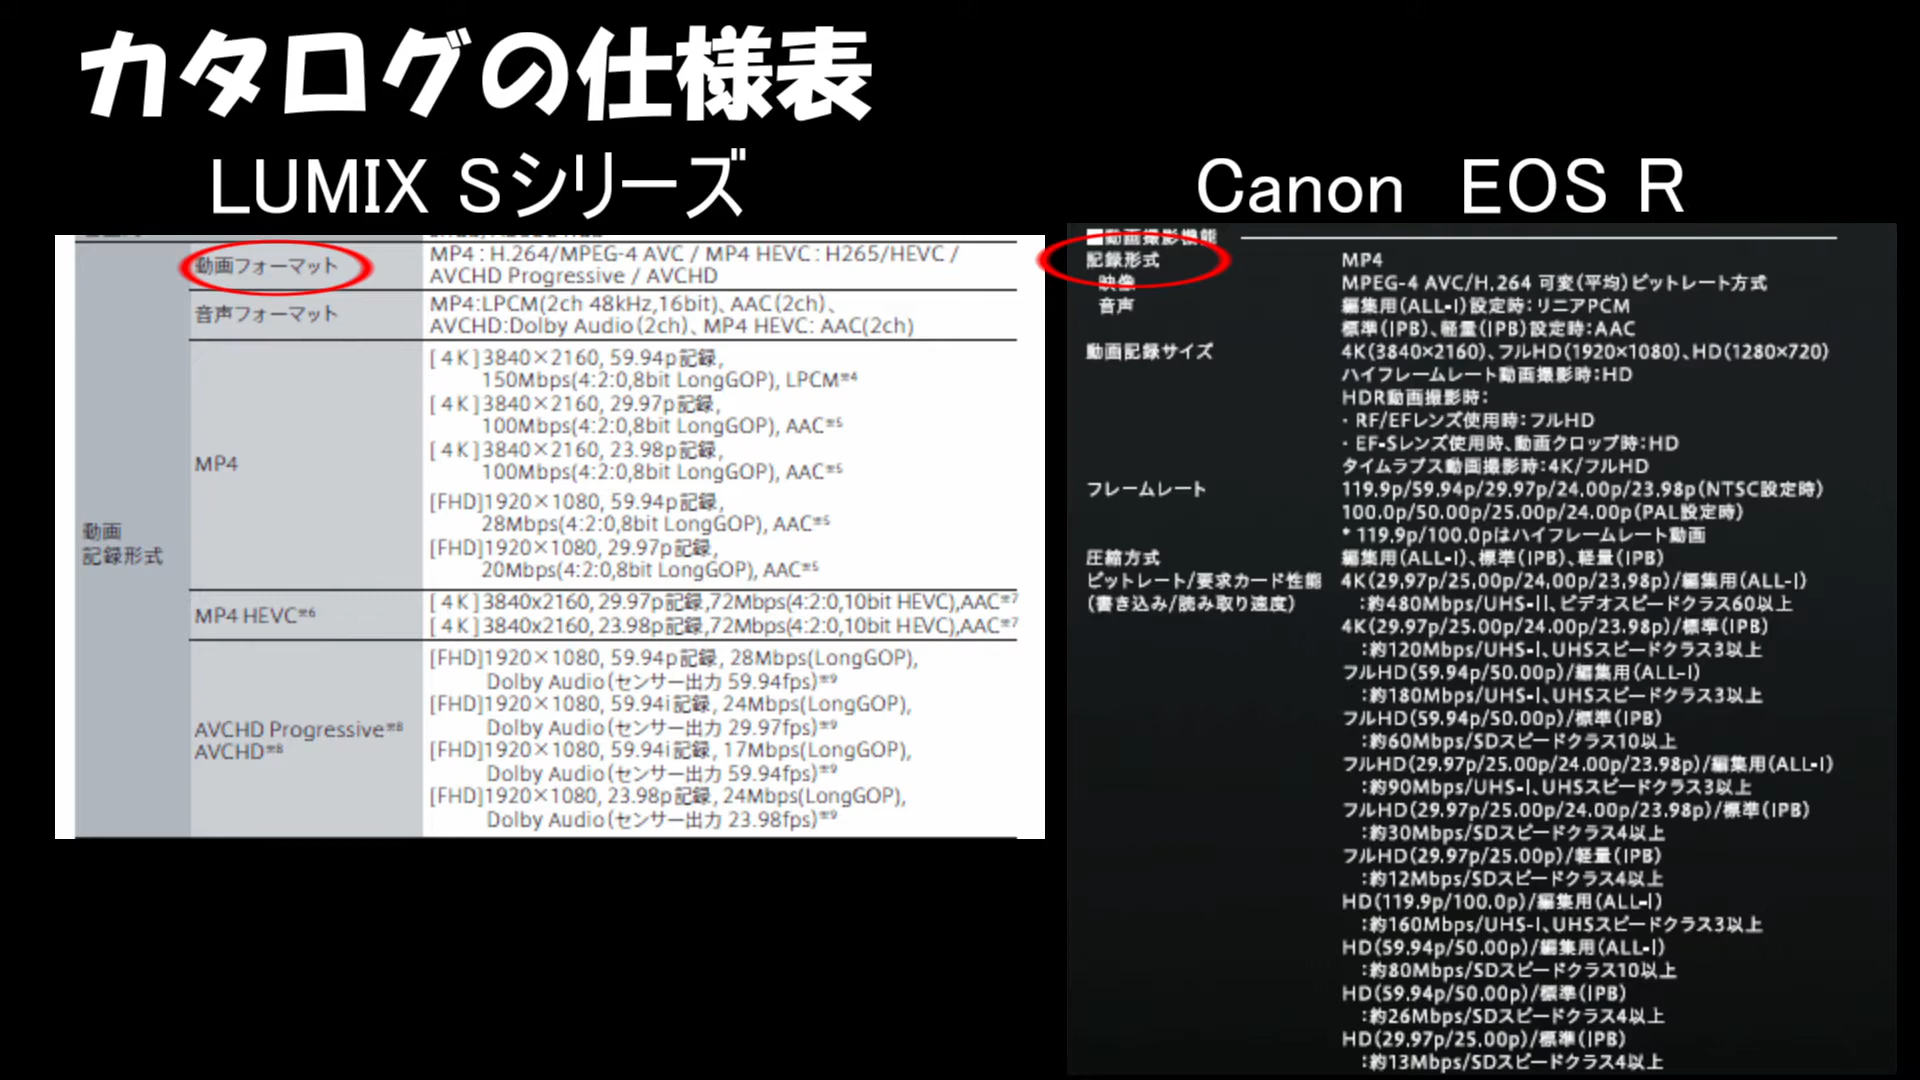 カタログの仕様表
LUMIX Sシリーズ
動画フォーマット
MP4：H.264/MPEG-4 AVC / MP4 HEVC：H265/HEVC /
AVCHD Progressive / AVCHD
音声フォーマット
MP4:LPCM(2ch 48kHz,16bit)、AAC(2ch)、
AVCHD:Dolby Audio(2ch)、MP4 HEVC: AAC(2ch)
動画
記録形式
MP4
[４K]3840×2160, 59.94p記録,
150Mbps(4:2:0,8bit LongGOP), LPCM※4
[４K]3840×2160, 29.97p記録,
100Mbps(4:2:0,8bit LongGOP), AAC※5
[４K]3840×2160, 23.98p記録,
100Mbps(4:2:0,8bit LongGOP), AAC※5
[FHD]1920×1080, 59.94p記録,
28Mbps(4:2:0,8bit LongGOP), AAC※5
[FHD]1920×1080, 29.97p記録,
20Mbps(4:2:0,8bit LongGOP), AAC※5
MP4 HEVC※6
[４K]3840x2160, 29.97p記録,72Mbps(4:2:0,10bit HEVC),AAC※7
[４K]3840x2160, 23.98p記録,72Mbps(4:2:0,10bit HEVC),AAC※7
AVCHD Progressive※8
AVCHD※8
[FHD]1920×1080, 59.94p記録, 28Mbps(LongGOP),
Dolby Audio(センサー出力 59.94fps)※9
[FHD]1920×1080, 59.94i記録, 24Mbps(LongGOP),
Dolby Audio(センサー出力 29.97fps)※9
[FHD]1920×1080, 59.94i記録, 17Mbps(LongGOP),
Dolby Audio(センサー出力 59.94fps)※9
[FHD]1920×1080, 23.98p記録, 24Mbps(LongGOP),
Dolby Audio(センサー出力 23.98fps)※9
Canon EOS R
■動画撮影機能
記録形式 MP4
映像 MPEG-4 AVC/H.264 可変(平均)ビットレート方式
音声 編集用(ALL-I)設定時：リニアPCM
標準(IPB)、軽量(IPB)設定時：AAC
動画記録サイズ 4K(3840×2160)、フルHD(1920×1080)、HD(1280×720)
ハイフレームレート動画撮影時：HD
HDR動画撮影時：
・RF/EFレンズ使用時：フルHD
・EF-Sレンズ使用時、動画クロップ時：HD
タイムラプス動画撮影時：4K/フルHD
フレームレート 119.9p/59.94p/29.97p/24.00p/23.98p(NTSC設定時)
100.0p/50.00p/25.00p/24.00p(PAL設定時)
* 119.9p/100.0pはハイフレームレート動画
圧縮方式 編集用(ALL-I)、標準(IPB)、軽量(IPB)
ビットレート/要求カード性能 4K(29.97p/25.00p/24.00p/23.98p)/編集用(ALL-I)
(書き込み/読み取り速度) ：約480Mbps/UHS-II、ビデオスピードクラス60以上
4K(29.97p/25.00p/24.00p/23.98p)/標準(IPB)
：約120Mbps/UHS-I、UHSスピードクラス3以上
フルHD(59.94p/50.00p)/編集用(ALL-I)
：約180Mbps/UHS-I、UHSスピードクラス3以上
フルHD(59.94p/50.00p)/標準(IPB)
：約60Mbps/SDスピードクラス10以上
フルHD(29.97p/25.00p/24.00p/23.98p)/編集用(ALL-I)
：約90Mbps/UHS-I、UHSスピードクラス3以上
フルHD(29.97p/25.00p/24.00p/23.98p)/標準(IPB)
：約30Mbps/SDスピードクラス4以上
フルHD(29.97p/25.00p)/軽量(IPB)
：約12Mbps/SDスピードクラス4以上
HD(119.9p/100.0p)/編集用(ALL-I)
：約160Mbps/UHS-I、UHSスピードクラス3以上
HD(59.94p/50.00p)/編集用(ALL-I)
：約80Mbps/SDスピードクラス10以上
HD(59.94p/50.00p)/標準(IPB)
：約26Mbps/SDスピードクラス4以上
HD(29.97p/25.00p)/標準(IPB)
：約13Mbps/SDスピードクラス4以上